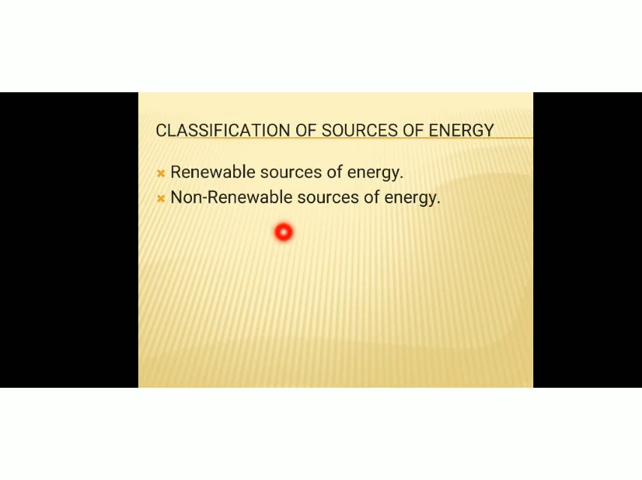 CLASSIFICATION OF SOURCES OF ENERGY
Renewable sources of energy.
Non-Renewable sources of energy.